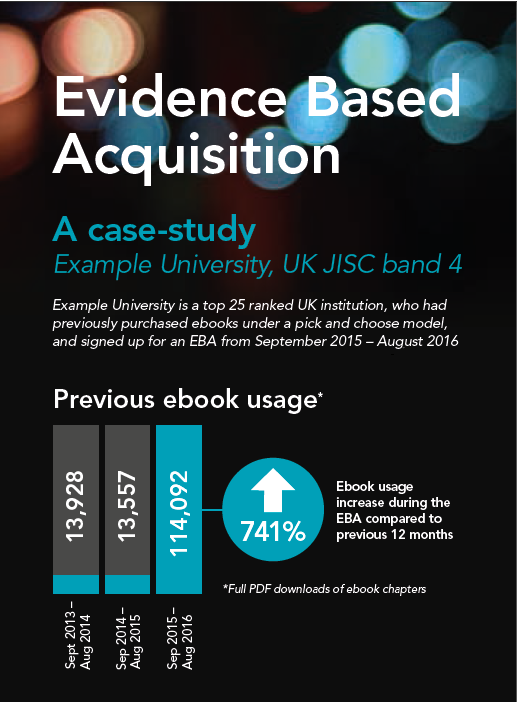 Evidence Based
Acquisition
A case-study
Example University, UK JISC band 4
Example University is a top 25 ranked UK institution, who had
previously purchased ebooks under a pick and choose model,
and signed up for an EBA from September 2015 – August 2016
Previous ebook usage*
13,928
13,557
114,092
741%
Ebook usage
increase during the
EBA compared to
previous 12 months
*Full PDF downloads of ebook chapters
Sept 2013 –
Aug 2014
Sep 2014 –
Aug 2015
Sep 2015 –
Aug 2016